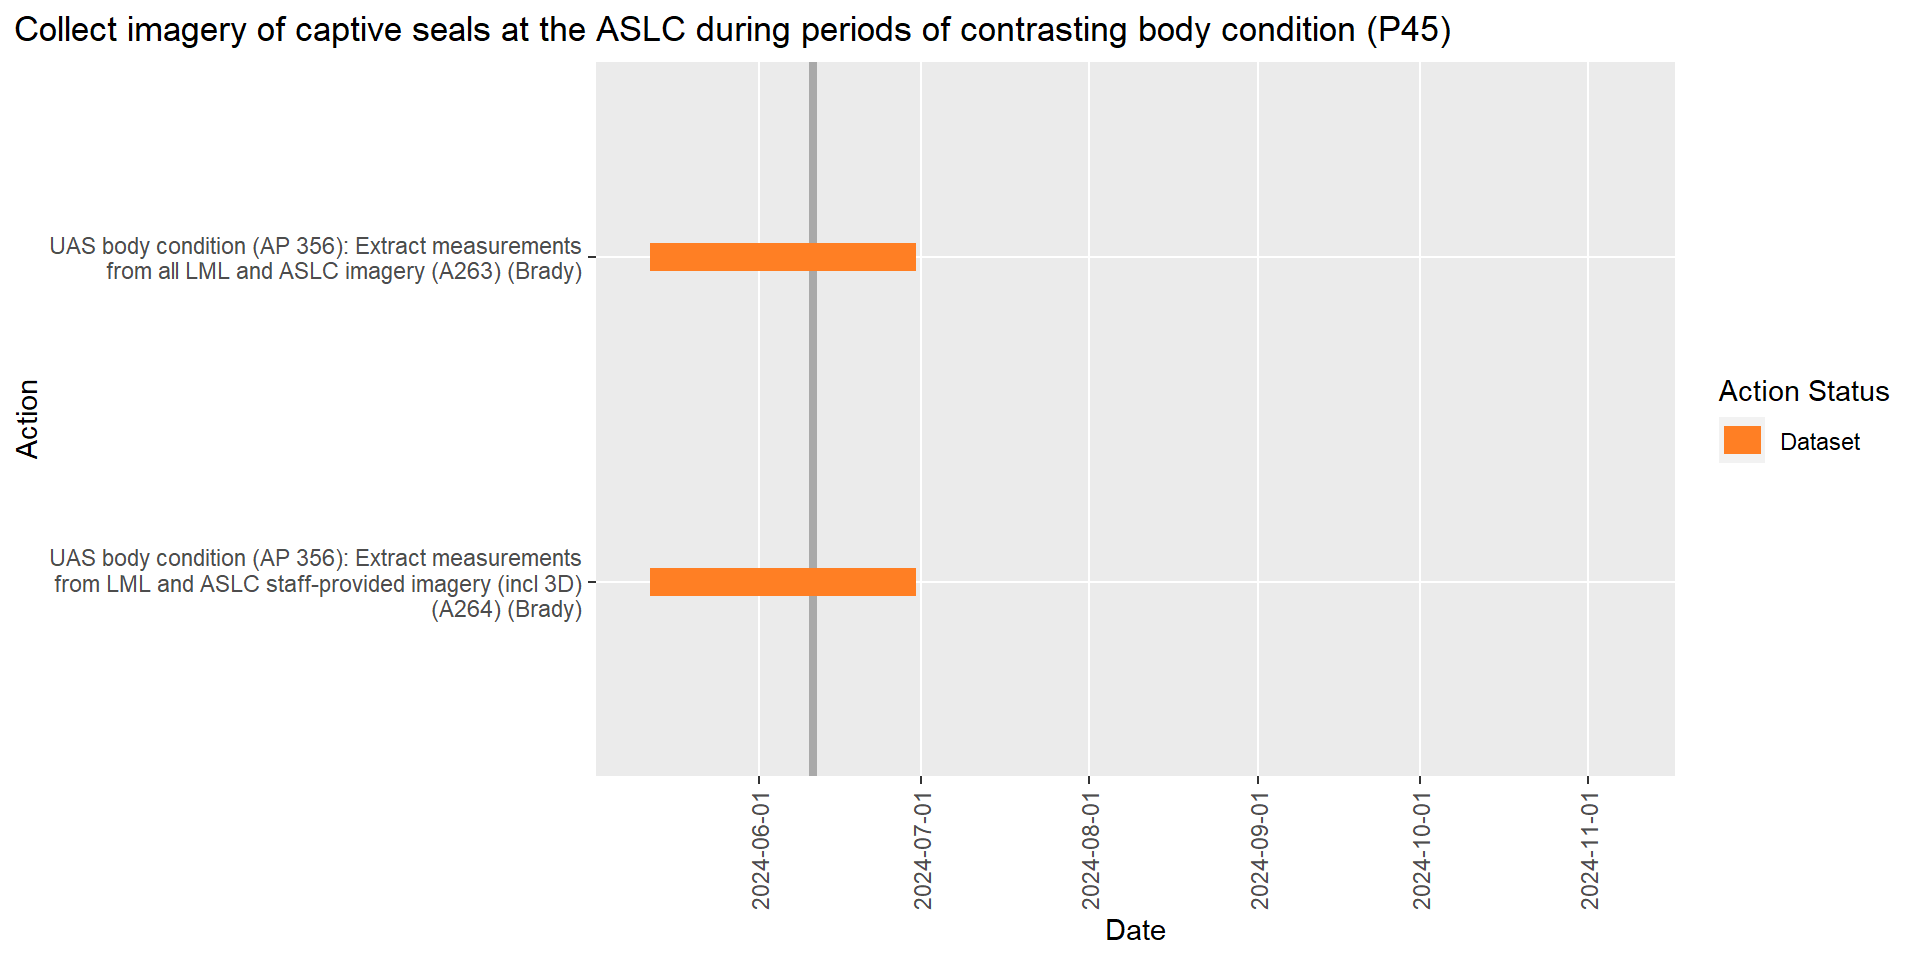 Collect imagery of captive seals at the ASLC during periods of contrasting body condition (P45)
UAS body condition (AP 356): Extract measurements
from all LML and ASLC imagery (A263) (Brady)
Action
UAS body condition (AP 356): Extract measurements
from LML and ASLC staff-provided imagery (incl 3D)
(A264) (Brady)
2024-06-01
2024-07-01
2024-08-01
2024-09-01
2024-10-01
2024-11-01
Date
Action Status
Dataset